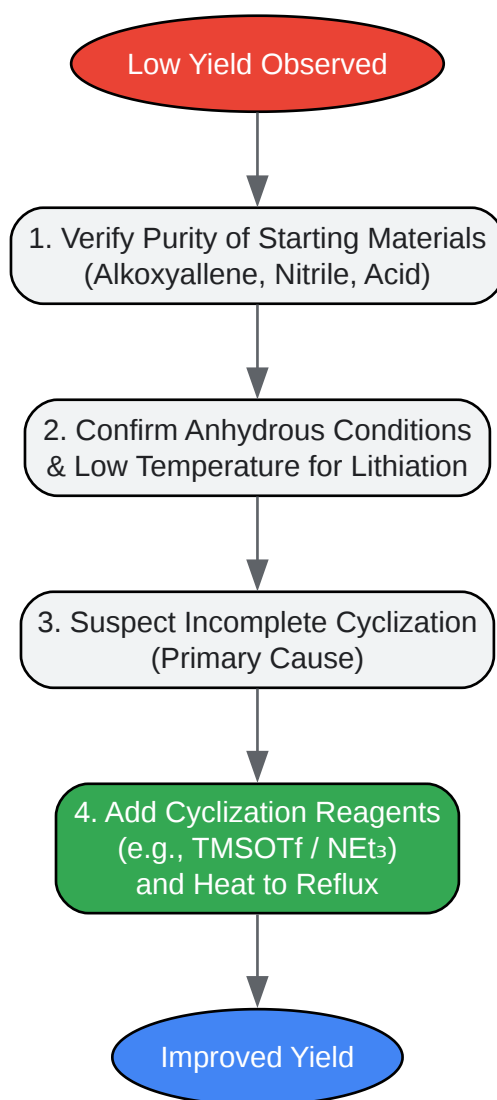 Low Yield Observed
1. Verify Purity of Starting Materials
(Alkoxyallene, Nitrile, Acid)
2. Confirm Anhydrous Conditions
& Low Temperature for Lithiation
3. Suspect Incomplete Cyclization
(Primary Cause)
4. Add Cyclization Reagents
(e.g., TMSOTf / NEt₃)
and Heat to Reflux
Improved Yield